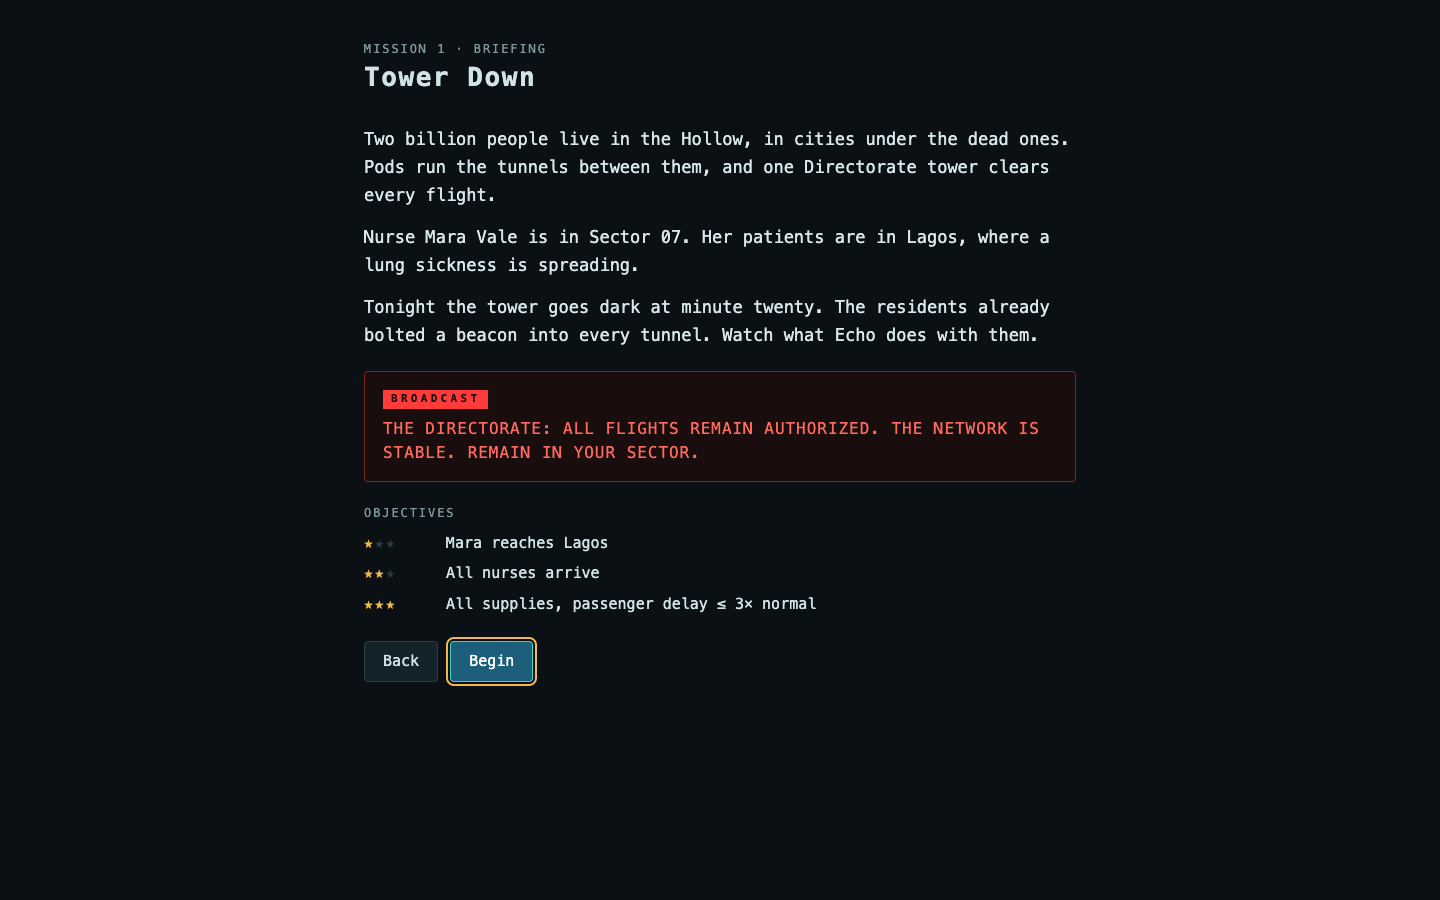 MISSION 1 · BRIEFING
Tower Down
Two billion people live in the Hollow, in cities under the dead ones.
Pods run the tunnels between them, and one Directorate tower clears
every flight.
Nurse Mara Vale is in Sector 07. Her patients are in Lagos, where a
lung sickness is spreading.
Tonight the tower goes dark at minute twenty. The residents already
bolted a beacon into every tunnel. Watch what Echo does with them.
BROADCAST
THE DIRECTORATE: ALL FLIGHTS REMAIN AUTHORIZED. THE NETWORK IS
STABLE. REMAIN IN YOUR SECTOR.
OBJECTIVES
★★★ Mara reaches Lagos
★★★ All nurses arrive
★★★ All supplies, passenger delay ≤ 3× normal
Back Begin